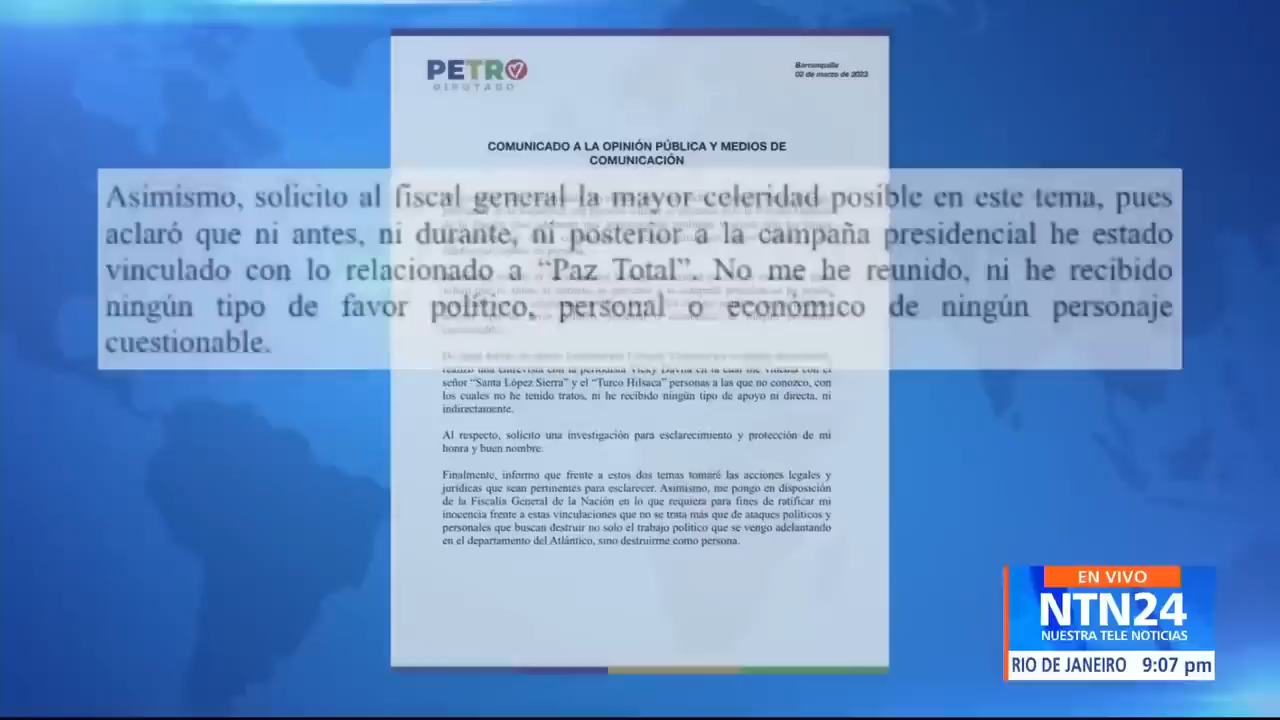 PETRO
DIPUTADO
Barranquilla
02 de marzo de 2023
COMUNICADO A LA OPINIÓN PÚBLICA Y MEDIOS DE
COMUNICACIÓN
Asimismo, solicito al fiscal general la mayor celeridad posible en este tema, pues
aclaró que ni antes, ni durante, ni posterior a la campaña presidencial he estado
vinculado con lo relacionado a “Paz Total”. No me he reunido, ni he recibido
ningún tipo de favor político, personal o económico de ningún personaje
cuestionable.
realizó una entrevista con la periodista Vicky Dávila en la cual me vincula con el
señor “Santa López Sierra” y el “Turco Hilsaca” personas a las que no conozco, con
los cuales no he tenido tratos, ni he recibido ningún tipo de apoyo ni directa, ni
indirectamente.
Al respecto, solicito una investigación para esclarecimiento y protección de mi
honra y buen nombre.
Finalmente, informo que frente a estos dos temas tomaré las acciones legales y
jurídicas que sean pertinentes para esclarecer. Asimismo, me pongo en disposición
de la Fiscalía General de la Nación en lo que requiera para fines de ratificar mi
inocencia frente a estas vinculaciones que no se trata más que de ataques políticos y
personales que buscan destruir no solo el trabajo político que se vengo adelantando
en el departamento del Atlántico, sino destruirme como persona.
EN VIVO
NTN24
NUESTRA TELE NOTICIAS
RIO DE JANEIRO 9:07 pm